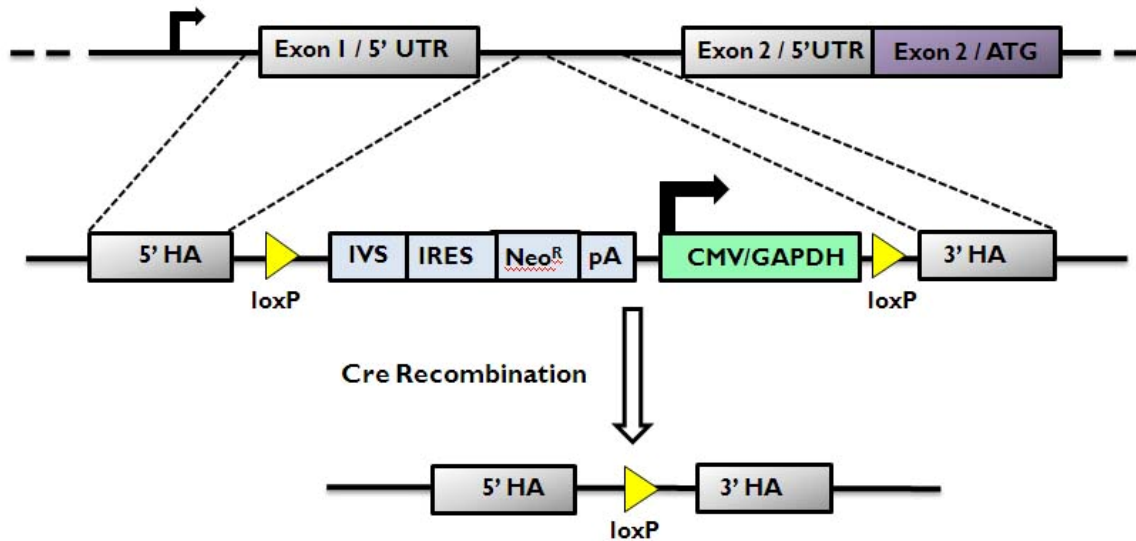 Exon 1 / 5' UTR
Exon 2 / 5'UTR
Exon 2 / ATG
5' HA
IVS
IRES
Neoᴿ
pA
CMV/GAPDH
3' HA
loxP
loxP
Cre Recombination
5' HA
3' HA
loxP